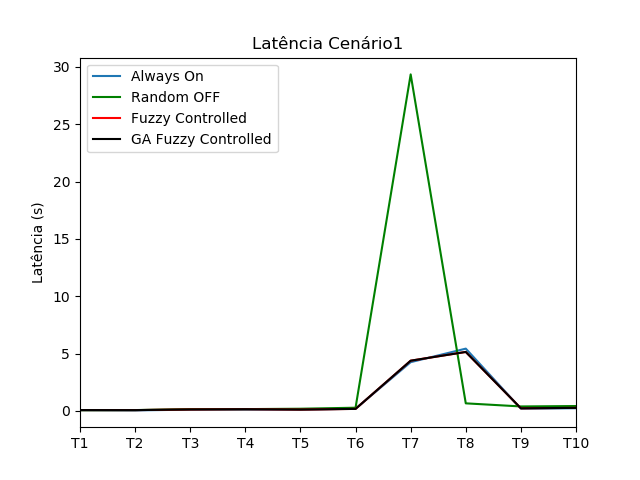 Latência Cenário1
Always On
Random OFF
Fuzzy Controlled
GA Fuzzy Controlled
Latência (s)
30
25
20
15
10
5
0
T1 T2 T3 T4 T5 T6 T7 T8 T9 T10